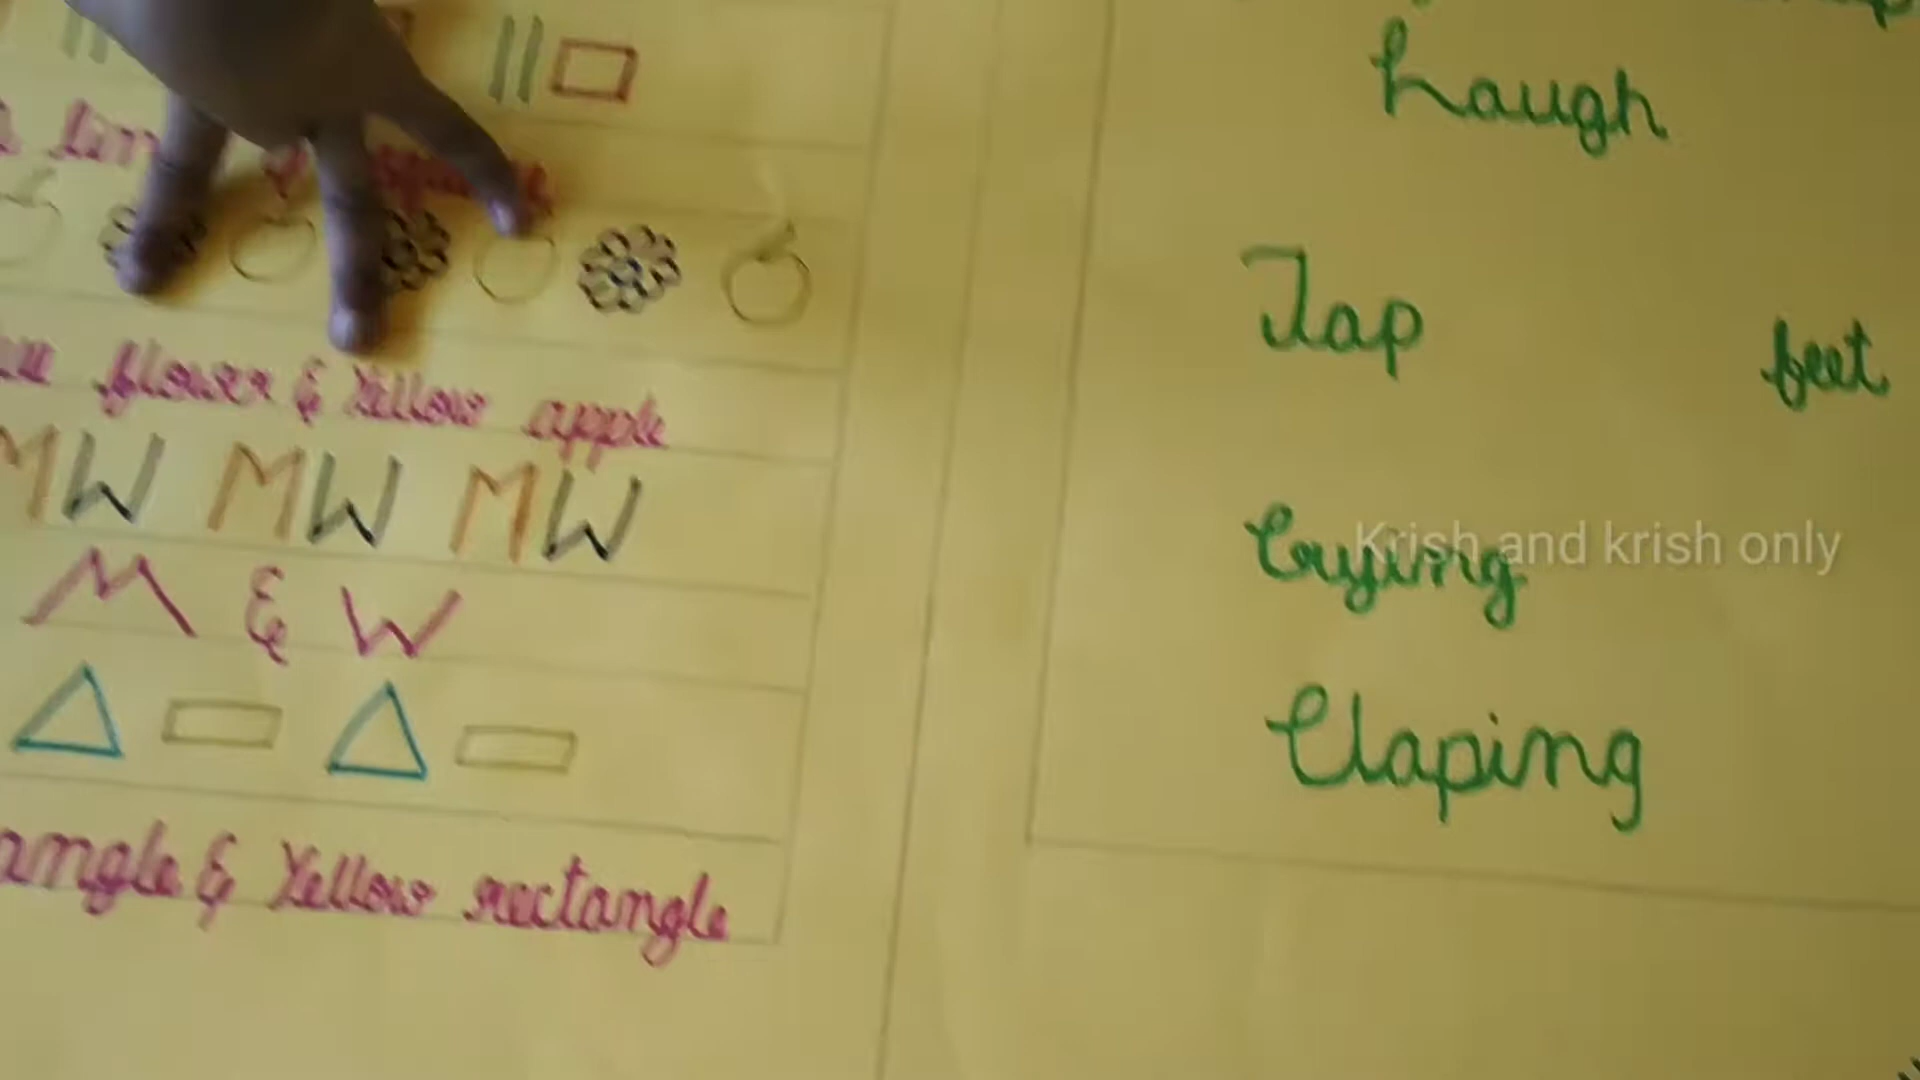 flower & Yellow apple
MW MW MW
M & W
angle & Yellow rectangle
Laugh
Tap feet
Crying
Claping
Krish and krish only